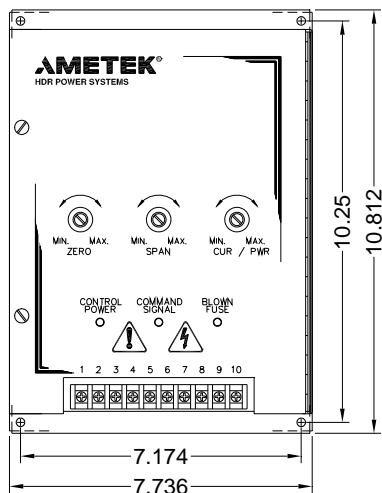 AMETEK®
HDR POWER SYSTEMS
MIN. MAX. MIN. MAX. MIN. MAX.
ZERO SPAN CUR / PWR
CONTROL POWER
COMMAND SIGNAL
BLOWN FUSE
1 2 3 4 5 6 7 8 9 10
10.25
10.812
7.174
7.736